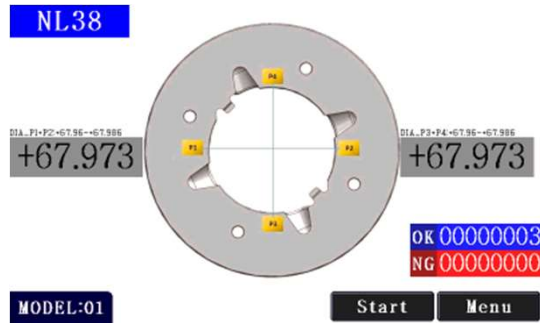 NL38
P4
DIA_P1+P2:+67.96~+67.986
+67.973
P1
P2
DIA_P3+P4:+67.96~+67.986
+67.973
P3
OK 00000003
NG 00000000
MODEL:01
Start
Menu